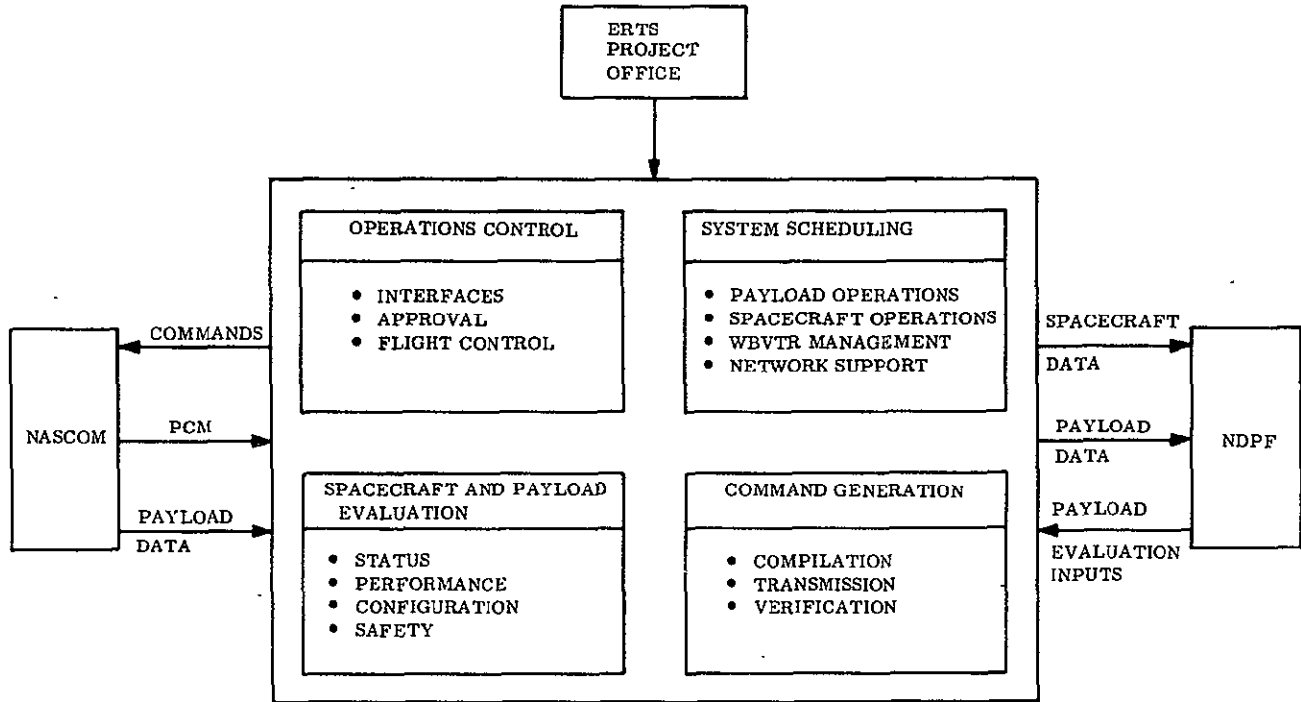 ERTS
PROJECT
OFFICE
OPERATIONS CONTROL
• INTERFACES
• APPROVAL
• FLIGHT CONTROL
SYSTEM SCHEDULING
• PAYLOAD OPERATIONS
• SPACECRAFT OPERATIONS
• WBVTR MANAGEMENT
• NETWORK SUPPORT
NASCOM
COMMANDS
PCM
PAYLOAD
DATA
SPACECRAFT AND PAYLOAD
EVALUATION
• STATUS
• PERFORMANCE
• CONFIGURATION
• SAFETY
COMMAND GENERATION
• COMPILATION
• TRANSMISSION
• VERIFICATION
SPACECRAFT
DATA
PAYLOAD
DATA
PAYLOAD
EVALUATION
INPUTS
NDPF